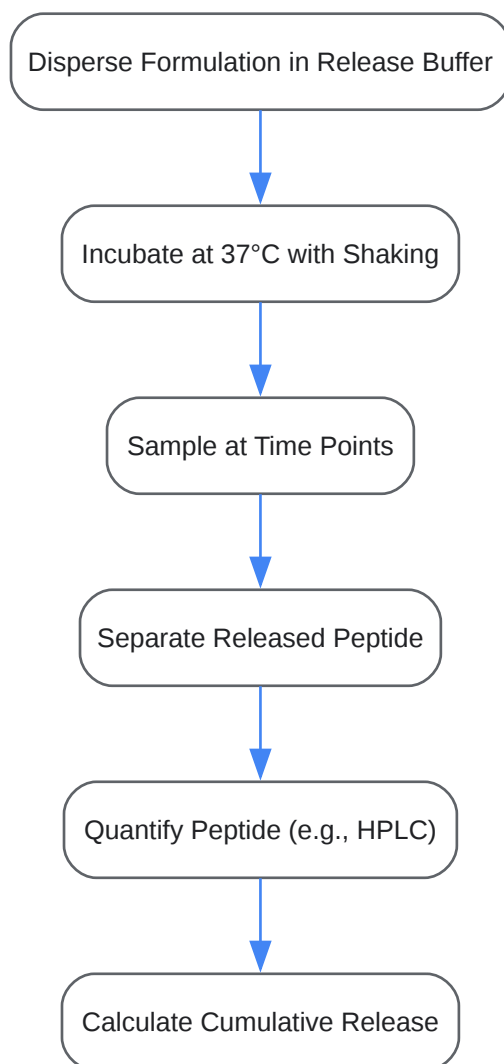 Disperse Formulation in Release Buffer
Incubate at 37°C with Shaking
Sample at Time Points
Separate Released Peptide
Quantify Peptide (e.g., HPLC)
Calculate Cumulative Release